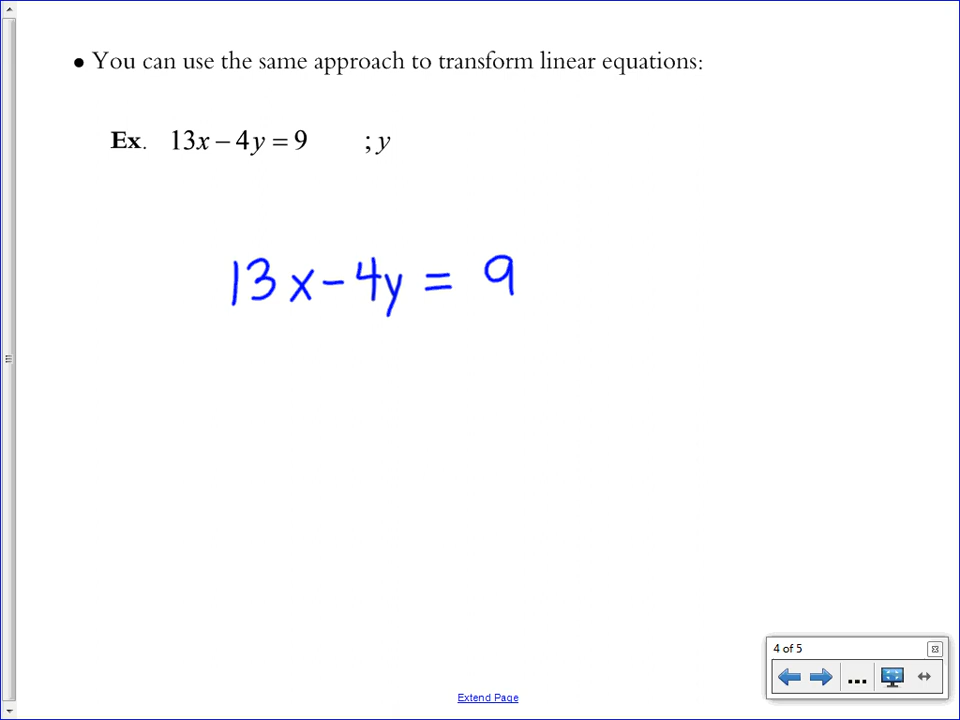 • You can use the same approach to transform linear equations:
Ex. 13x – 4y = 9 ; y
13x – 4y = 9
4 of 5
...
Extend Page